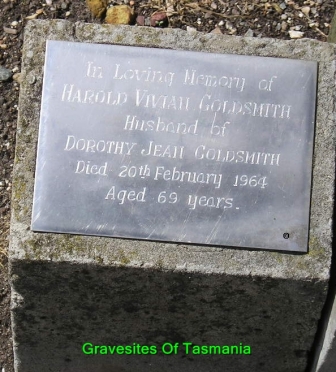 In Loving Memory of
HAROLD VIVIAN GOLDSMITH
Husband of
DOROTHY JEAN GOLDSMITH
Died 20th February 1964
Aged 69 years.
Gravesites Of Tasmania